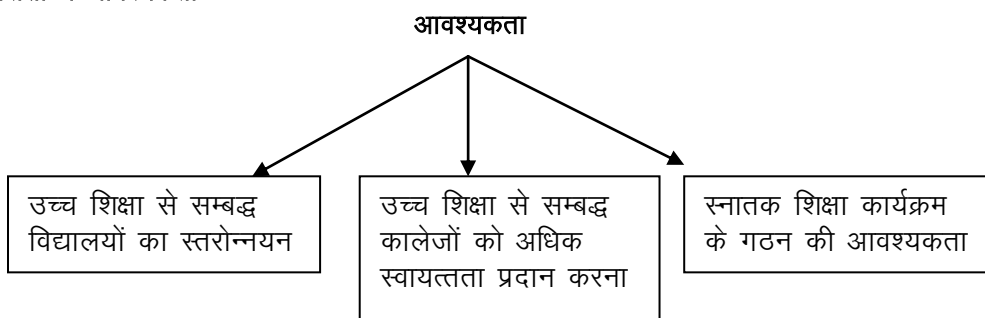 आवश्यकता
उच्च शिक्षा से सम्बद्ध
विद्यालयों का स्तरोन्नयन
उच्च शिक्षा से सम्बद्ध
कालेजों को अधिक
स्वायत्तता प्रदान करना
स्नातक शिक्षा कार्यक्रम
के गठन की आवश्यकता